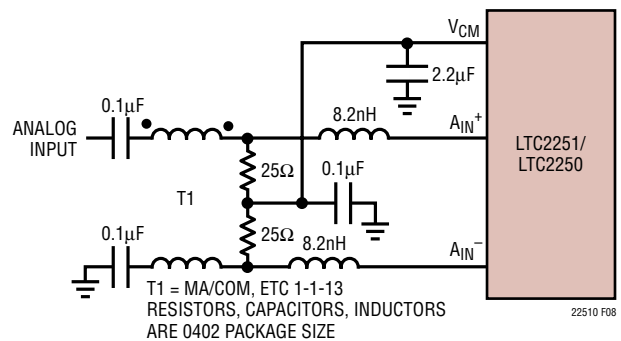 V_CM
2.2µF
0.1µF
8.2nH
ANALOG
INPUT
A_IN^+
LTC2251/
LTC2250
25Ω
0.1µF
T1
0.1µF
25Ω
8.2nH
A_IN^–
T1 = MA/COM, ETC 1-1-13
RESISTORS, CAPACITORS, INDUCTORS
ARE 0402 PACKAGE SIZE
22510 F08